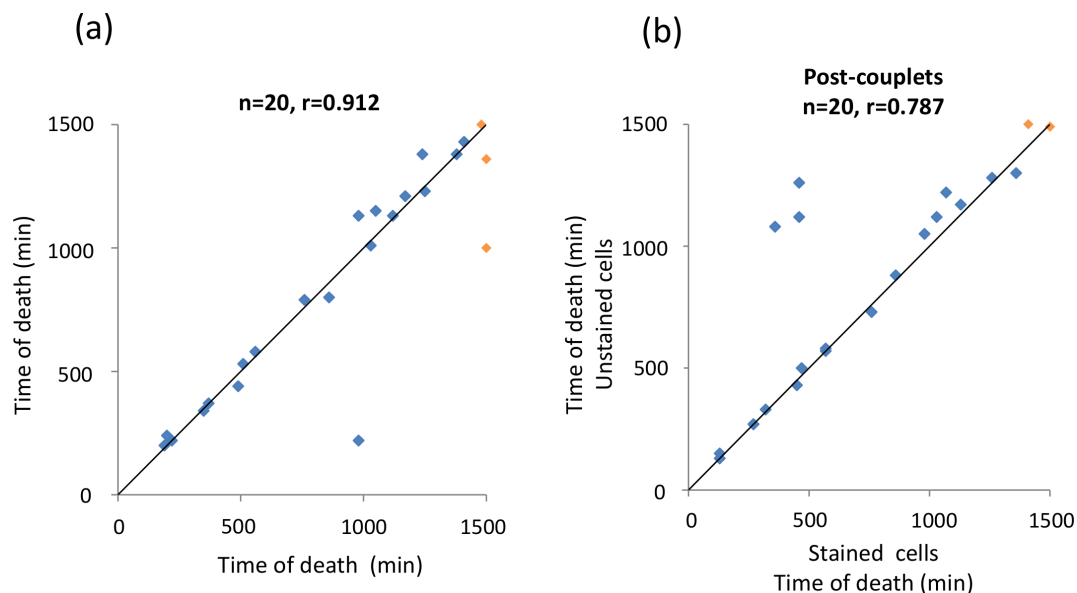 (a)
n=20, r=0.912
1500
1000
500
0
0 500 1000 1500
Time of death (min)
Time of death (min)
(b)
Post-couplets
n=20, r=0.787
1500
1000
500
0
0 500 1000 1500
Time of death (min)
Unstained cells
Stained cells
Time of death (min)